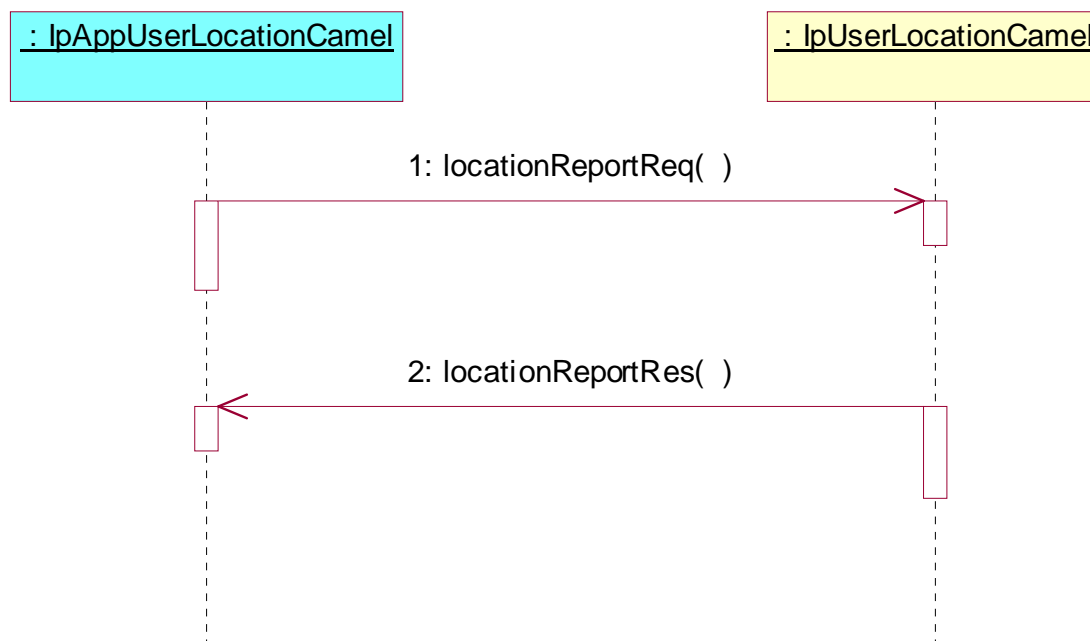 : IpAppUserLocationCamel
: IpUserLocationCamel
1: locationReportReq( )
2: locationReportRes( )